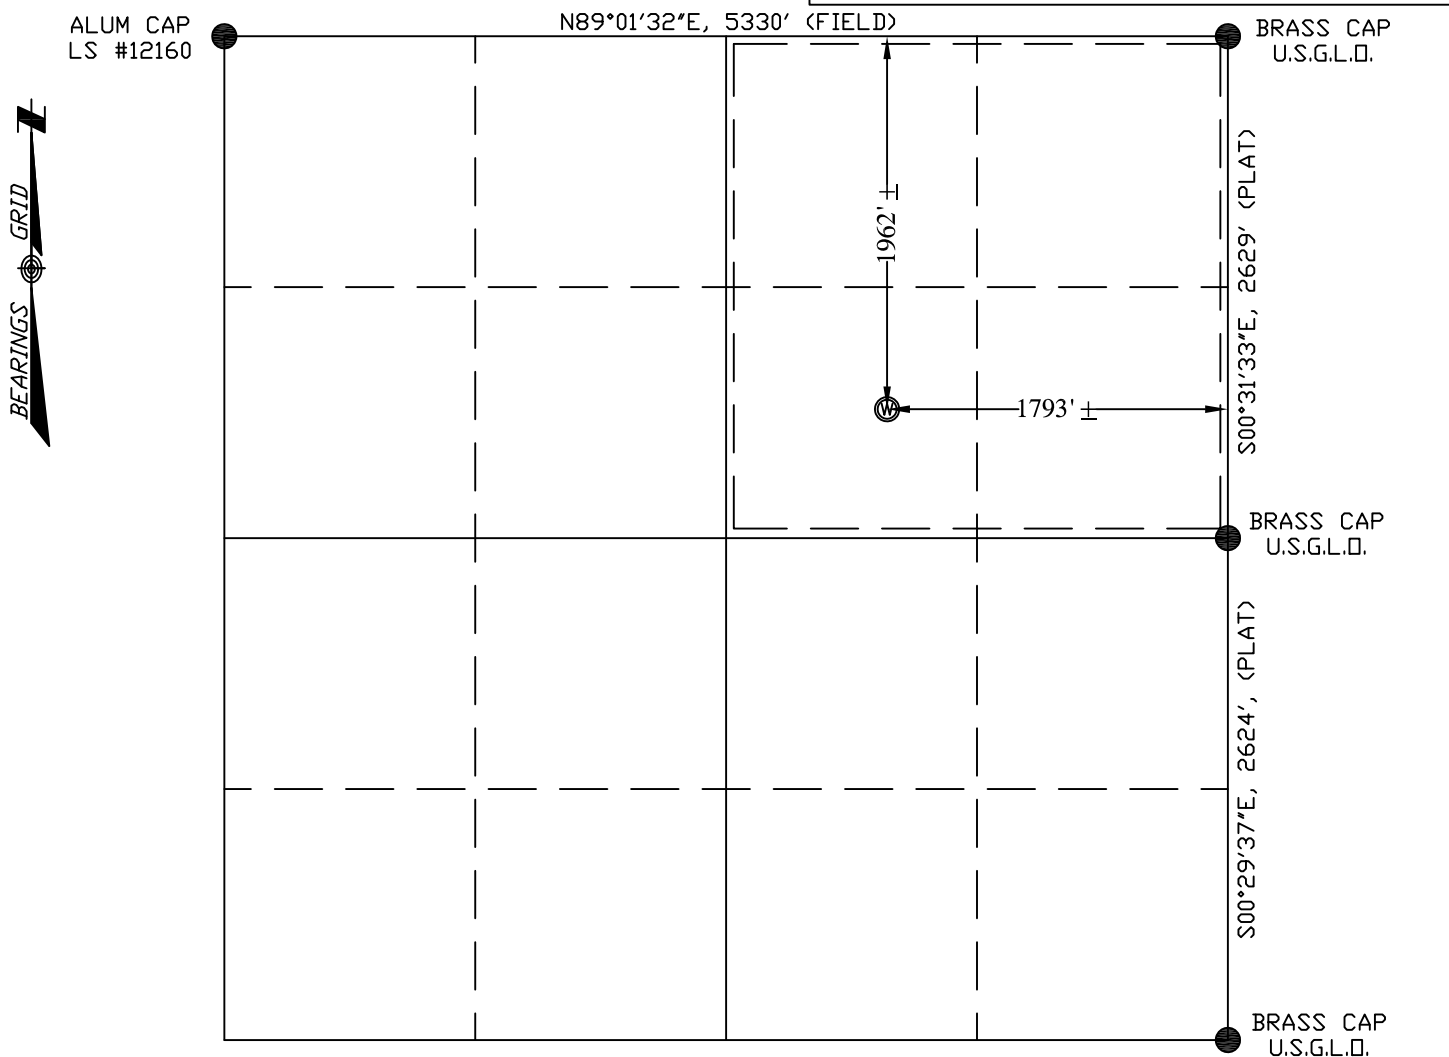 N89°01'32"E, 5330' (FIELD)
ALUM CAP
LS #12160
BRASS CAP
U.S.G.L.O.
BEARINGS GRID
N
1962' ±
S00°31'33"E, 2629' (PLAT)
W
1793' ±
BRASS CAP
U.S.G.L.O.
S00°29'37"E, 2624', (PLAT)
BRASS CAP
U.S.G.L.O.